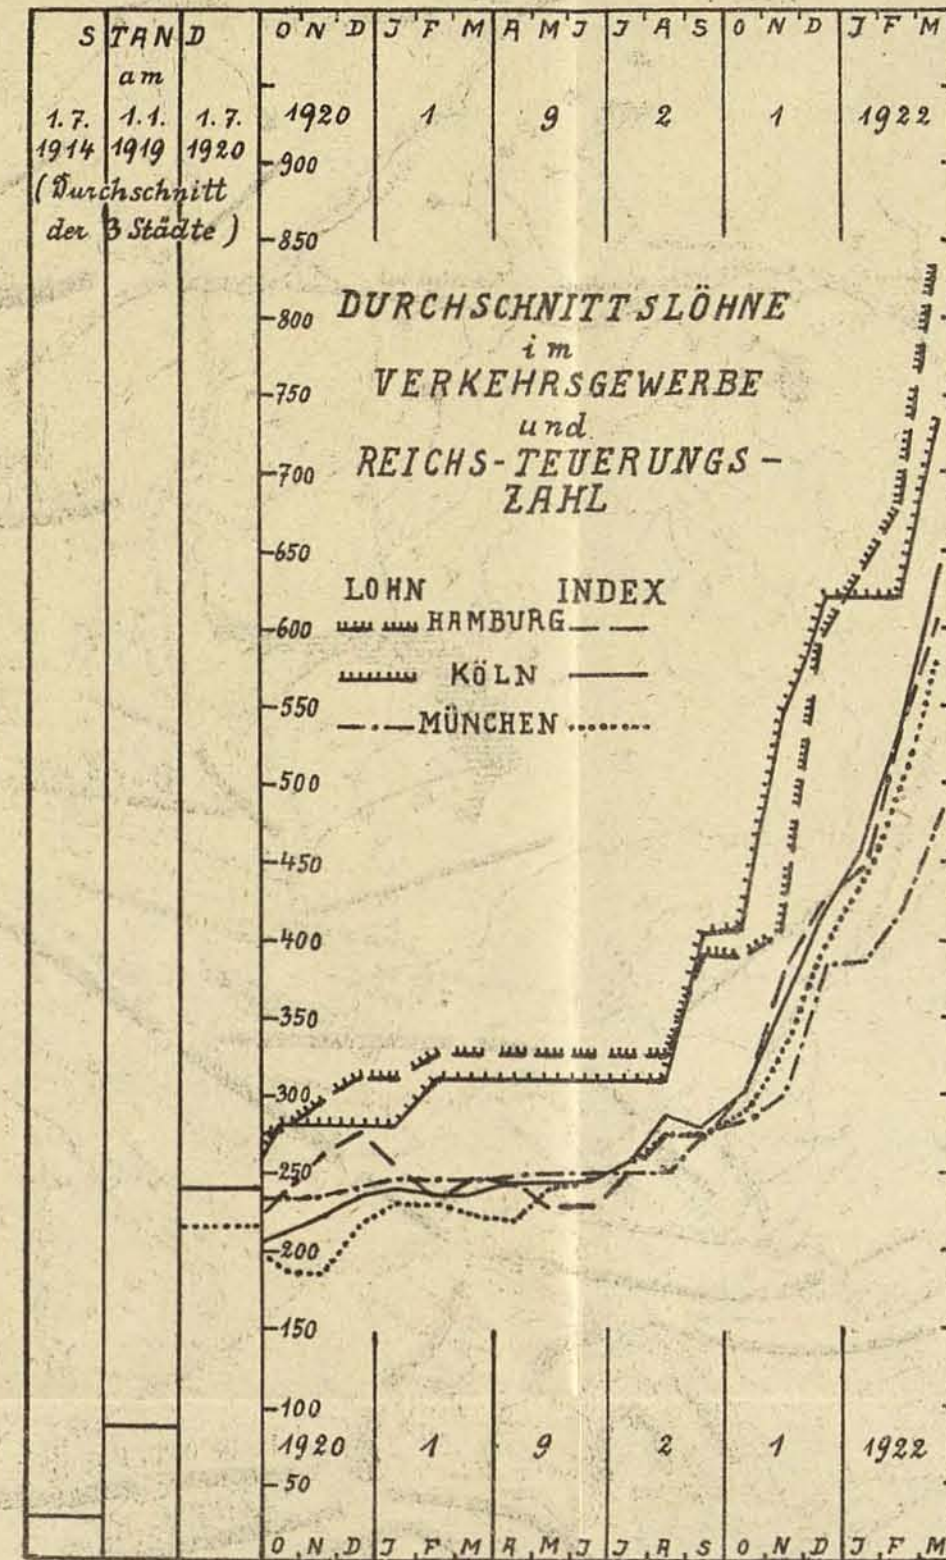 STAND
am
1.7. 1.1. 1.7.
1914 1919 1920
(Durchschnitt
der 3 Städte)
O N D J F M A M J J A S O N D J F M
1920 1 9 2 1 1922
900
850
800
750
700
650
600
550
500
450
400
350
300
250
200
150
100
50
DURCHSCHNITTSLÖHNE
im
VERKEHRSGEWERBE
und
REICHS-TEUERUNGS-
ZAHL
LOHN INDEX
HAMBURG
KÖLN
MÜNCHEN
1920 1 9 2 1 1922
O N D J F M A M J J A S O N D J F M